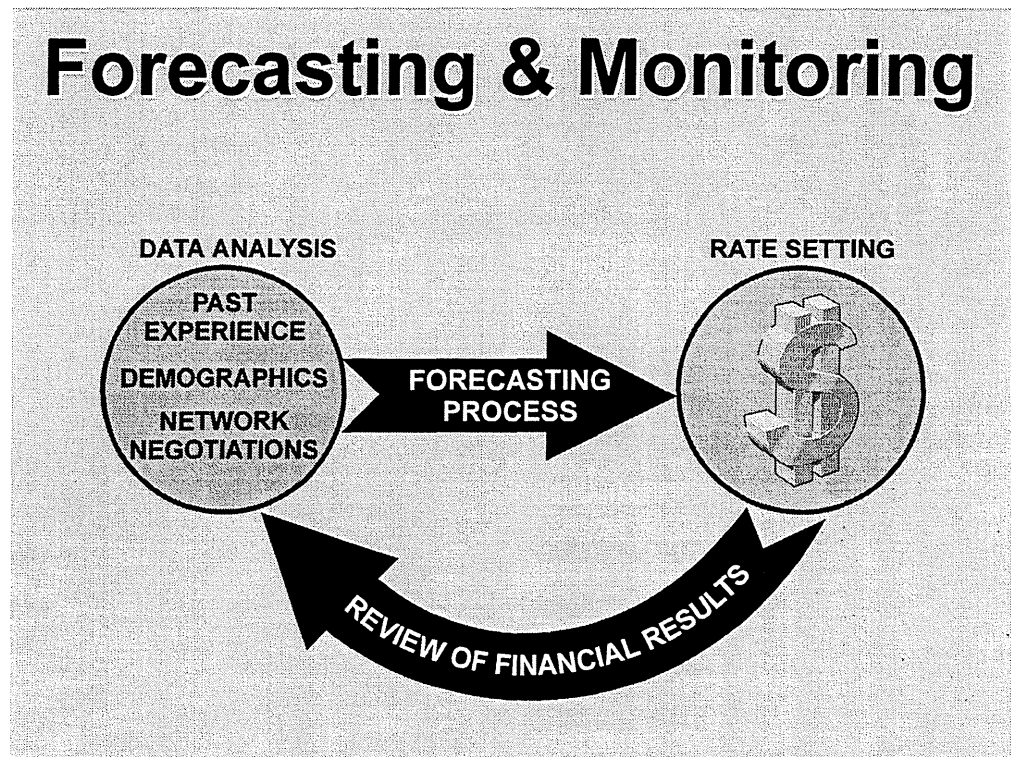 Forecasting & Monitoring
DATA ANALYSIS
PAST
EXPERIENCE
DEMOGRAPHICS
NETWORK
NEGOTIATIONS
FORECASTING
PROCESS
RATE SETTING
REVIEW OF FINANCIAL RESULTS